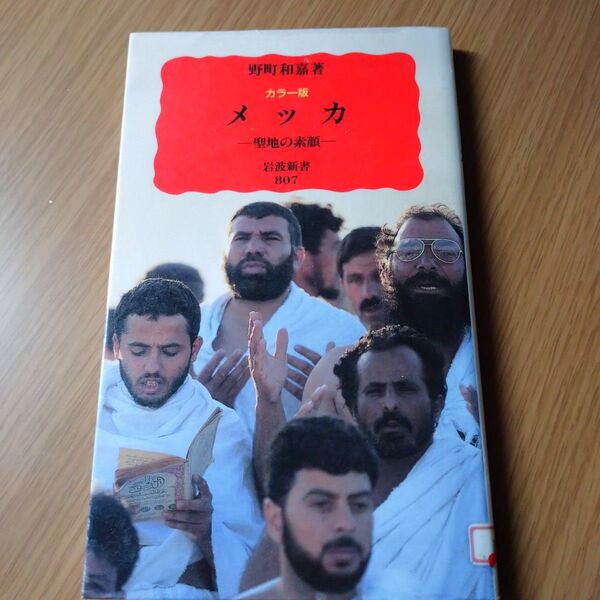 野町和嘉著
カラー版
メッカ
―聖地の素顔―
岩波新書
807